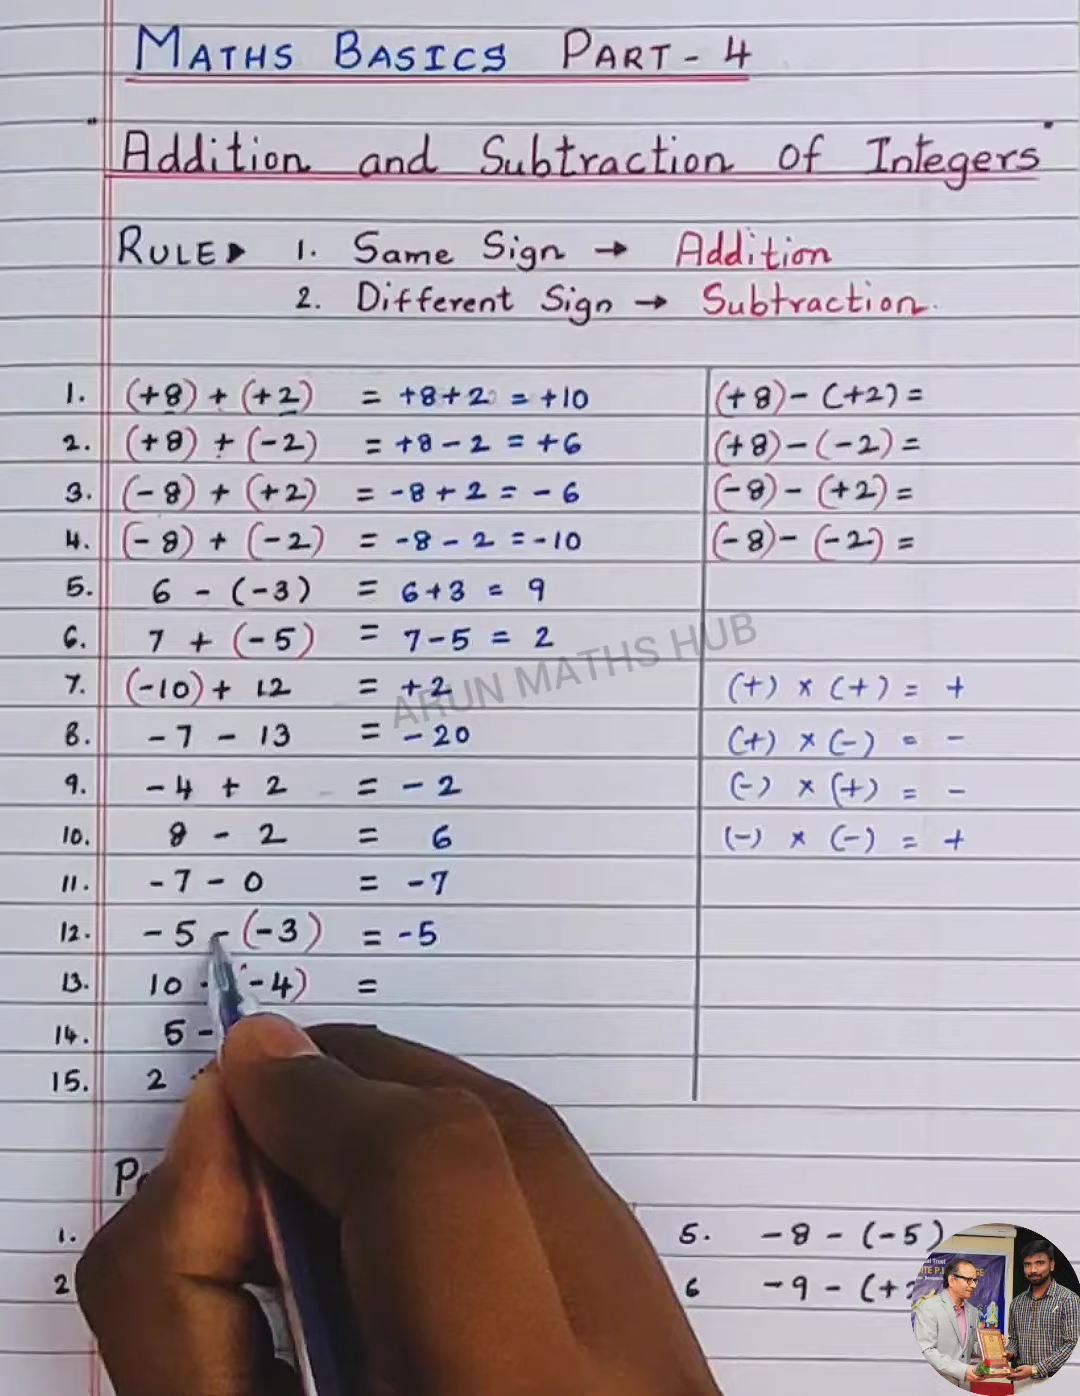 MATHS BASICS PART - 4
"Addition and Subtraction of Integers"
RULE▶ 1. Same Sign → Addition
2. Different Sign → Subtraction.
1. (+8) + (+2) = +8+2 = +10 (+8) - (+2) =
2. (+8) + (-2) = +8 - 2 = +6 (+8) - (-2) =
3. (-8) + (+2) = -8 + 2 = - 6 (-8) - (+2) =
4. (-8) + (-2) = -8 - 2 = -10 (-8) - (-2) =
5. 6 - (-3) = 6+3 = 9
6. 7 + (-5) = 7-5 = 2
ARUN MATHS HUB
7. (-10) + 12 = +2 (+) × (+) = +
8. -7 - 13 = -20 (+) × (-) = -
9. -4 + 2 = -2 (-) × (+) = -
10. 8 - 2 = 6 (-) × (-) = +
11. -7 - 0 = -7
12. -5 - (-3) = -5
13. 10 - (-4) =
14. 5 -
15. 2
1. 5. -8 - (-5)
2 6 -9 - (+